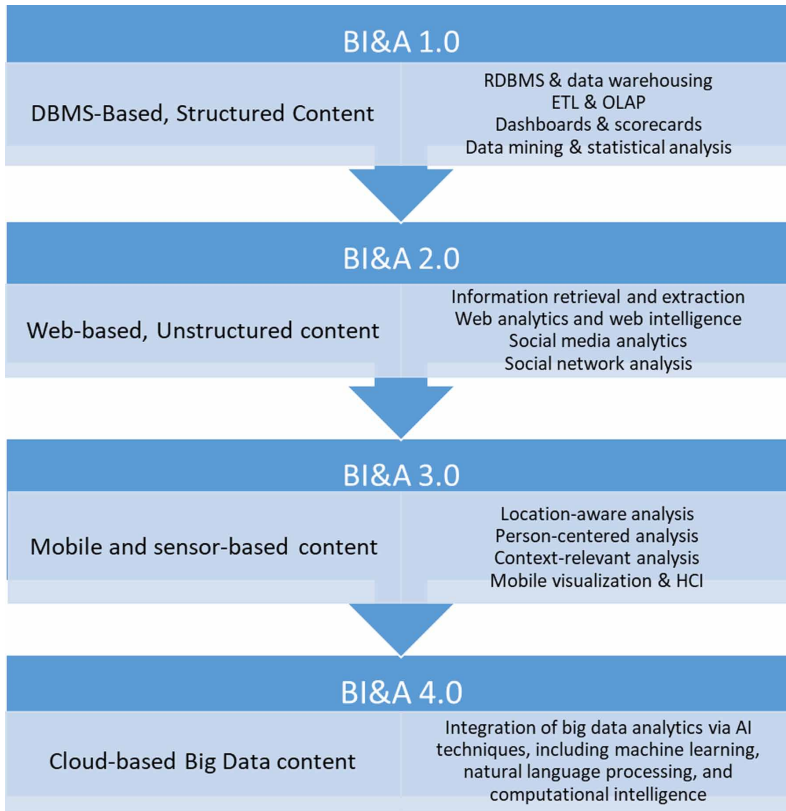 BI&A 1.0
DBMS-Based, Structured Content
RDBMS & data warehousing
ETL & OLAP
Dashboards & scorecards
Data mining & statistical analysis
BI&A 2.0
Web-based, Unstructured content
Information retrieval and extraction
Web analytics and web intelligence
Social media analytics
Social network analysis
BI&A 3.0
Mobile and sensor-based content
Location-aware analysis
Person-centered analysis
Context-relevant analysis
Mobile visualization & HCI
BI&A 4.0
Cloud-based Big Data content
Integration of big data analytics via AI
techniques, including machine learning,
natural language processing, and
computational intelligence